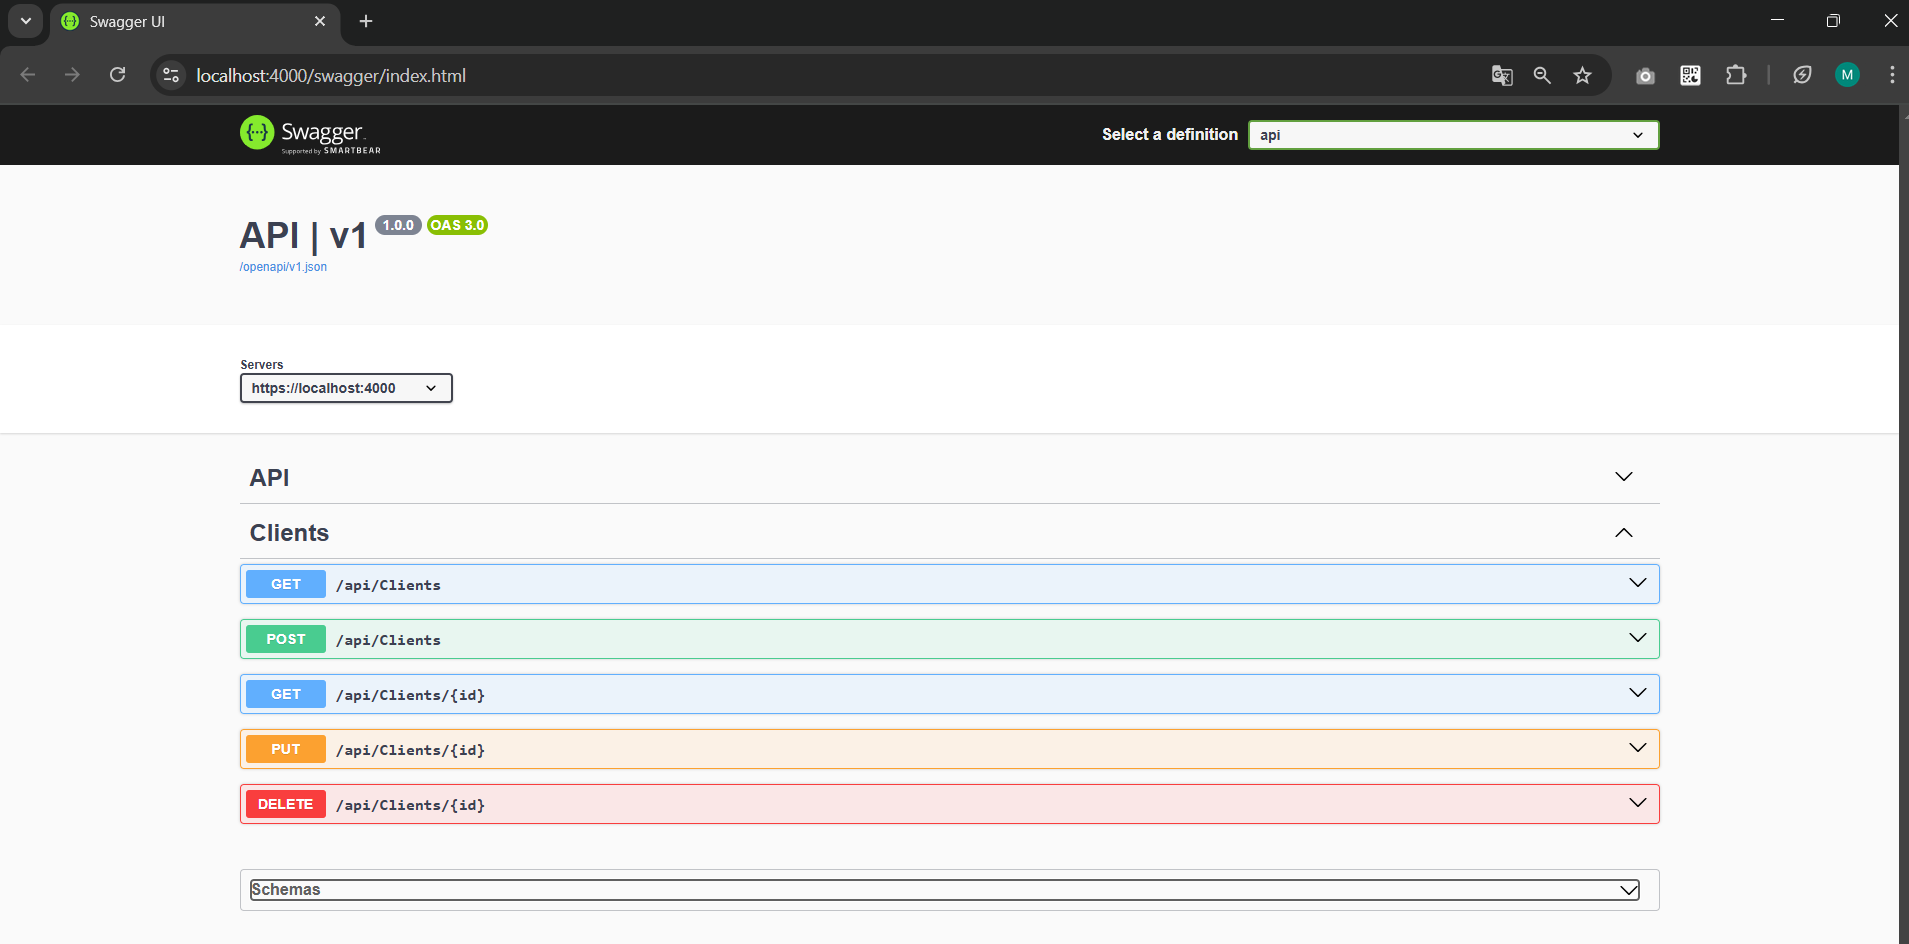 Swagger UI
localhost:4000/swagger/index.html
M
Swagger
Supported by SMARTBEAR
Select a definition
api
API | v1
1.0.0
OAS 3.0
/openapi/v1.json
Servers
https://localhost:4000
API
Clients
GET /api/Clients
POST /api/Clients
GET /api/Clients/{id}
PUT /api/Clients/{id}
DELETE /api/Clients/{id}
Schemas